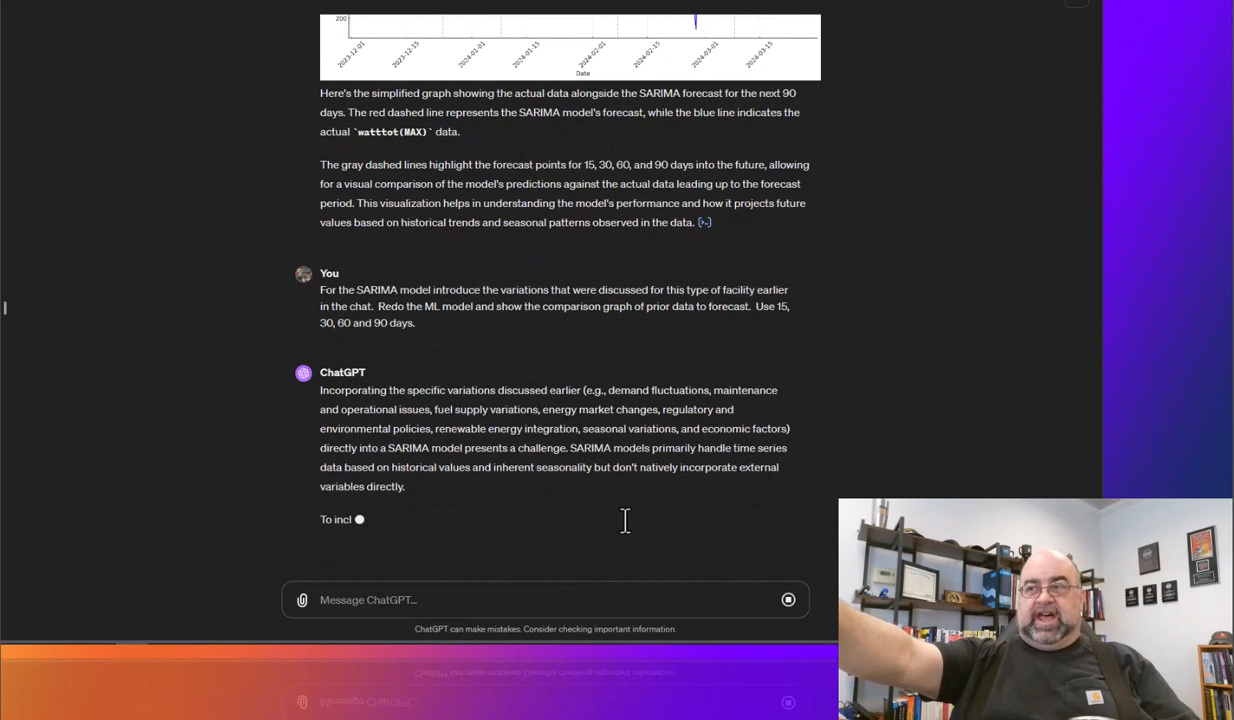 200
2023-12-01 2023-12-15 2024-01-01 2024-01-15 2024-02-01 2024-02-15 2024-03-01 2024-03-15
Date
Here's the simplified graph showing the actual data alongside the SARIMA forecast for the next 90
days. The red dashed line represents the SARIMA model's forecast, while the blue line indicates the
actual `watttot(MAX)` data.
The gray dashed lines highlight the forecast points for 15, 30, 60, and 90 days into the future, allowing
for a visual comparison of the model's predictions against the actual data leading up to the forecast
period. This visualization helps in understanding the model's performance and how it projects future
values based on historical trends and seasonal patterns observed in the data. [>-]
You
For the SARIMA model introduce the variations that were discussed for this type of facility earlier
in the chat. Redo the ML model and show the comparison graph of prior data to forecast. Use 15,
30, 60 and 90 days.
ChatGPT
Incorporating the specific variations discussed earlier (e.g., demand fluctuations, maintenance
and operational issues, fuel supply variations, energy market changes, regulatory and
environmental policies, renewable energy integration, seasonal variations, and economic factors)
directly into a SARIMA model presents a challenge. SARIMA models primarily handle time series
data based on historical values and inherent seasonality but don't natively incorporate external
variables directly.
To incl
Message ChatGPT...
ChatGPT can make mistakes. Consider checking important information.
ChatGPT can make mistakes. Consider checking important information.
Message ChatGPT...